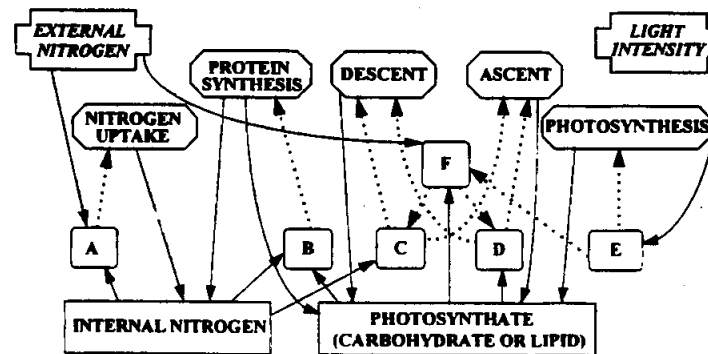 EXTERNAL
NITROGEN
LIGHT
INTENSITY
PROTEIN
SYNTHESIS
DESCENT
ASCENT
NITROGEN
UPTAKE
PHOTOSYNTHESIS
F
A
B
C
D
E
INTERNAL NITROGEN
PHOTOSYNTHATE
(CARBOHYDRATE OR LIPID)